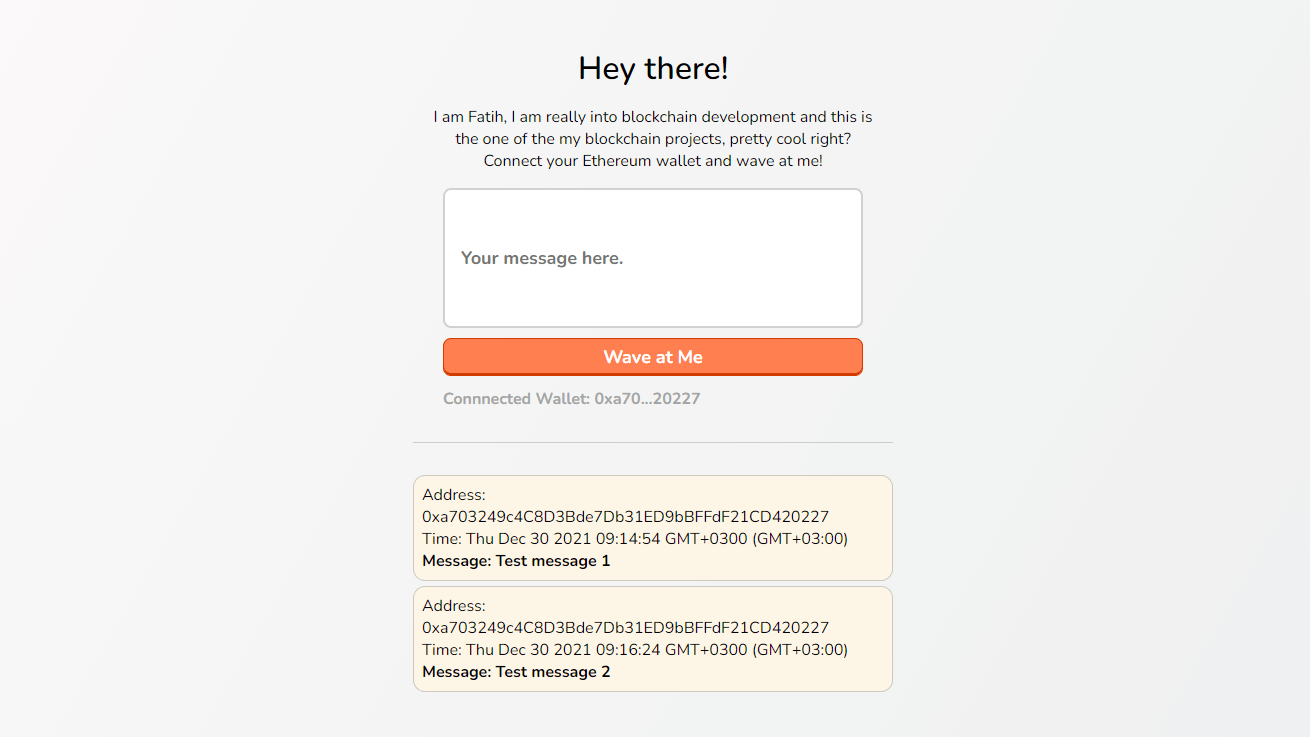 Hey there!
I am Fatih, I am really into blockchain development and this is
the one of the my blockchain projects, pretty cool right?
Connect your Ethereum wallet and wave at me!
Your message here.
Wave at Me
Connnected Wallet: 0xa70...20227
Address:
0xa703249c4C8D3Bde7Db31ED9bBFFdF21CD420227
Time: Thu Dec 30 2021 09:14:54 GMT+0300 (GMT+03:00)
Message: Test message 1
Address:
0xa703249c4C8D3Bde7Db31ED9bBFFdF21CD420227
Time: Thu Dec 30 2021 09:16:24 GMT+0300 (GMT+03:00)
Message: Test message 2